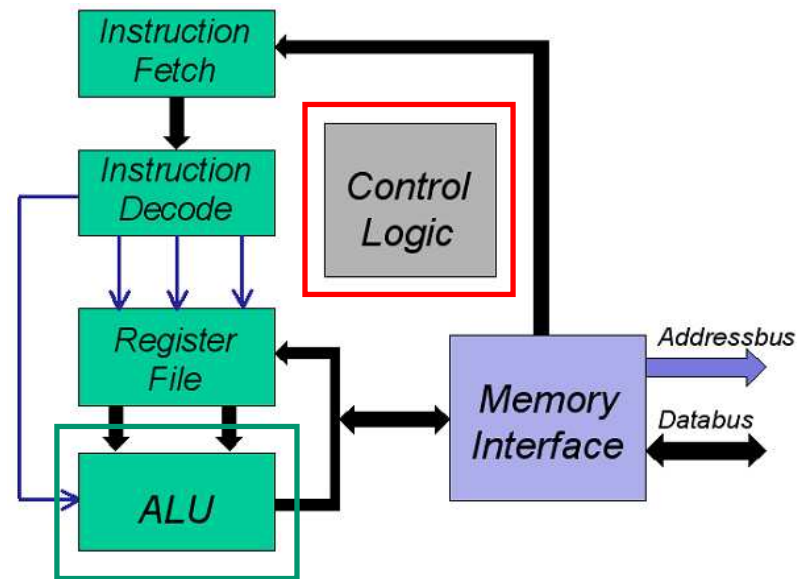 Instruction
Fetch
Instruction
Decode
Control
Logic
Register
File
Addressbus
Memory
Interface
Databus
ALU